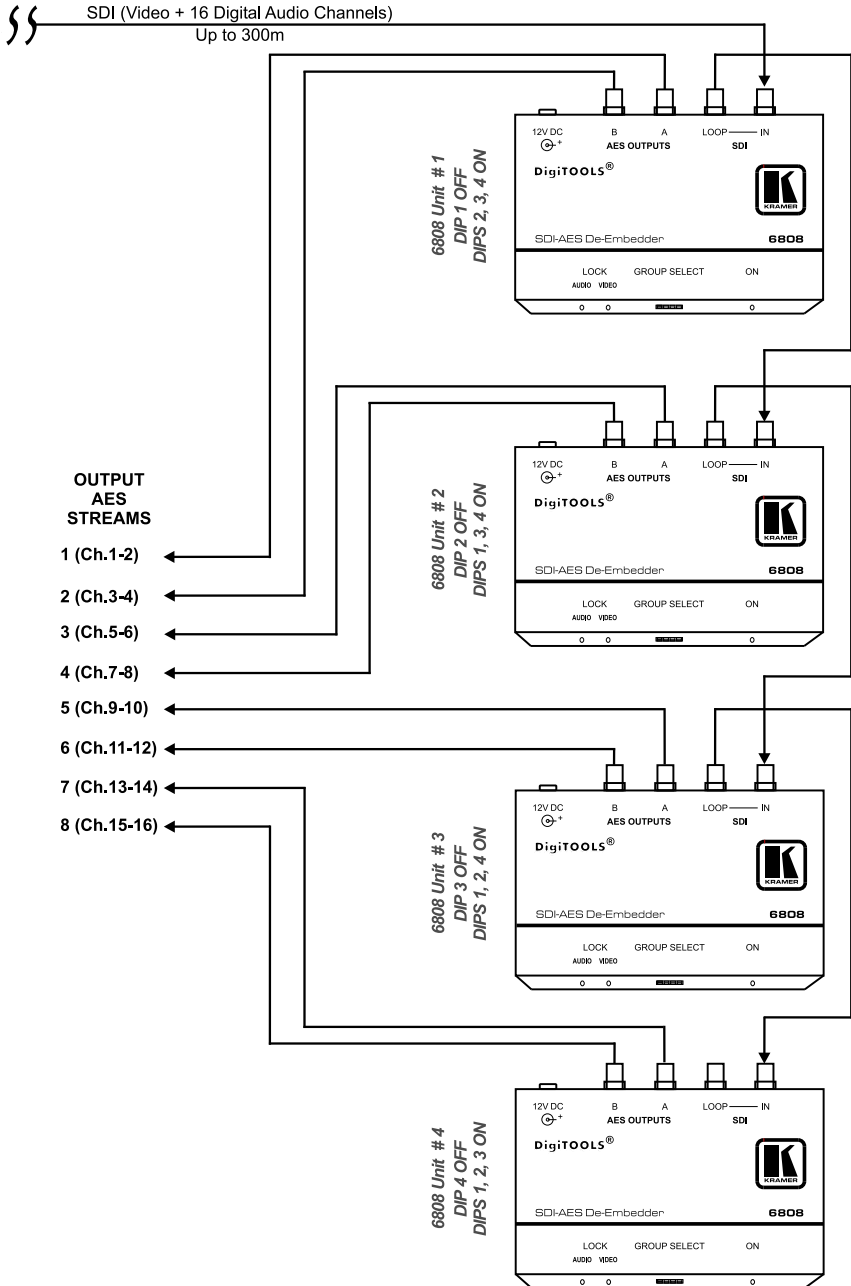 SDI (Video + 16 Digital Audio Channels)
Up to 300m
6808 Unit # 1
DIP 1 OFF
DIPS 2, 3, 4 ON
12V DC B A LOOP IN
+ AES OUTPUTS SDI
DigiTOOLS®
K
KRAMER
SDI-AES De-Embedder 6808
LOCK GROUP SELECT ON
AUDIO VIDEO
6808 Unit # 2
DIP 2 OFF
DIPS 1, 3, 4 ON
12V DC B A LOOP IN
+ AES OUTPUTS SDI
DigiTOOLS®
K
KRAMER
SDI-AES De-Embedder 6808
LOCK GROUP SELECT ON
AUDIO VIDEO
OUTPUT
AES
STREAMS
1 (Ch.1-2)
2 (Ch.3-4)
3 (Ch.5-6)
4 (Ch.7-8)
5 (Ch.9-10)
6 (Ch.11-12)
7 (Ch.13-14)
8 (Ch.15-16)
6808 Unit # 3
DIP 3 OFF
DIPS 1, 2, 4 ON
12V DC B A LOOP IN
+ AES OUTPUTS SDI
DigiTOOLS®
K
KRAMER
SDI-AES De-Embedder 6808
LOCK GROUP SELECT ON
AUDIO VIDEO
6808 Unit # 4
DIP 4 OFF
DIPS 1, 2, 3 ON
12V DC B A LOOP IN
+ AES OUTPUTS SDI
DigiTOOLS®
K
KRAMER
SDI-AES De-Embedder 6808
LOCK GROUP SELECT ON
AUDIO VIDEO